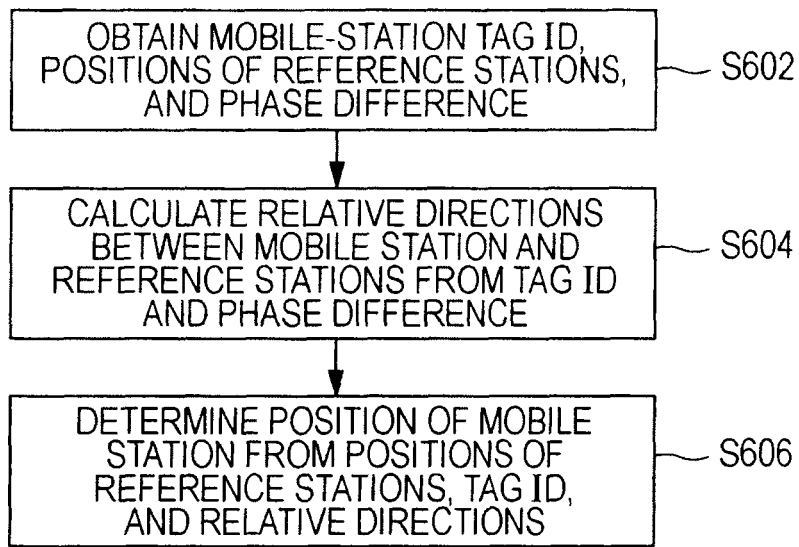 OBTAIN MOBILE-STATION TAG ID,
POSITIONS OF REFERENCE STATIONS,
AND PHASE DIFFERENCE
S602
CALCULATE RELATIVE DIRECTIONS
BETWEEN MOBILE STATION AND
REFERENCE STATIONS FROM TAG ID
AND PHASE DIFFERENCE
S604
DETERMINE POSITION OF MOBILE
STATION FROM POSITIONS OF
REFERENCE STATIONS, TAG ID,
AND RELATIVE DIRECTIONS
S606